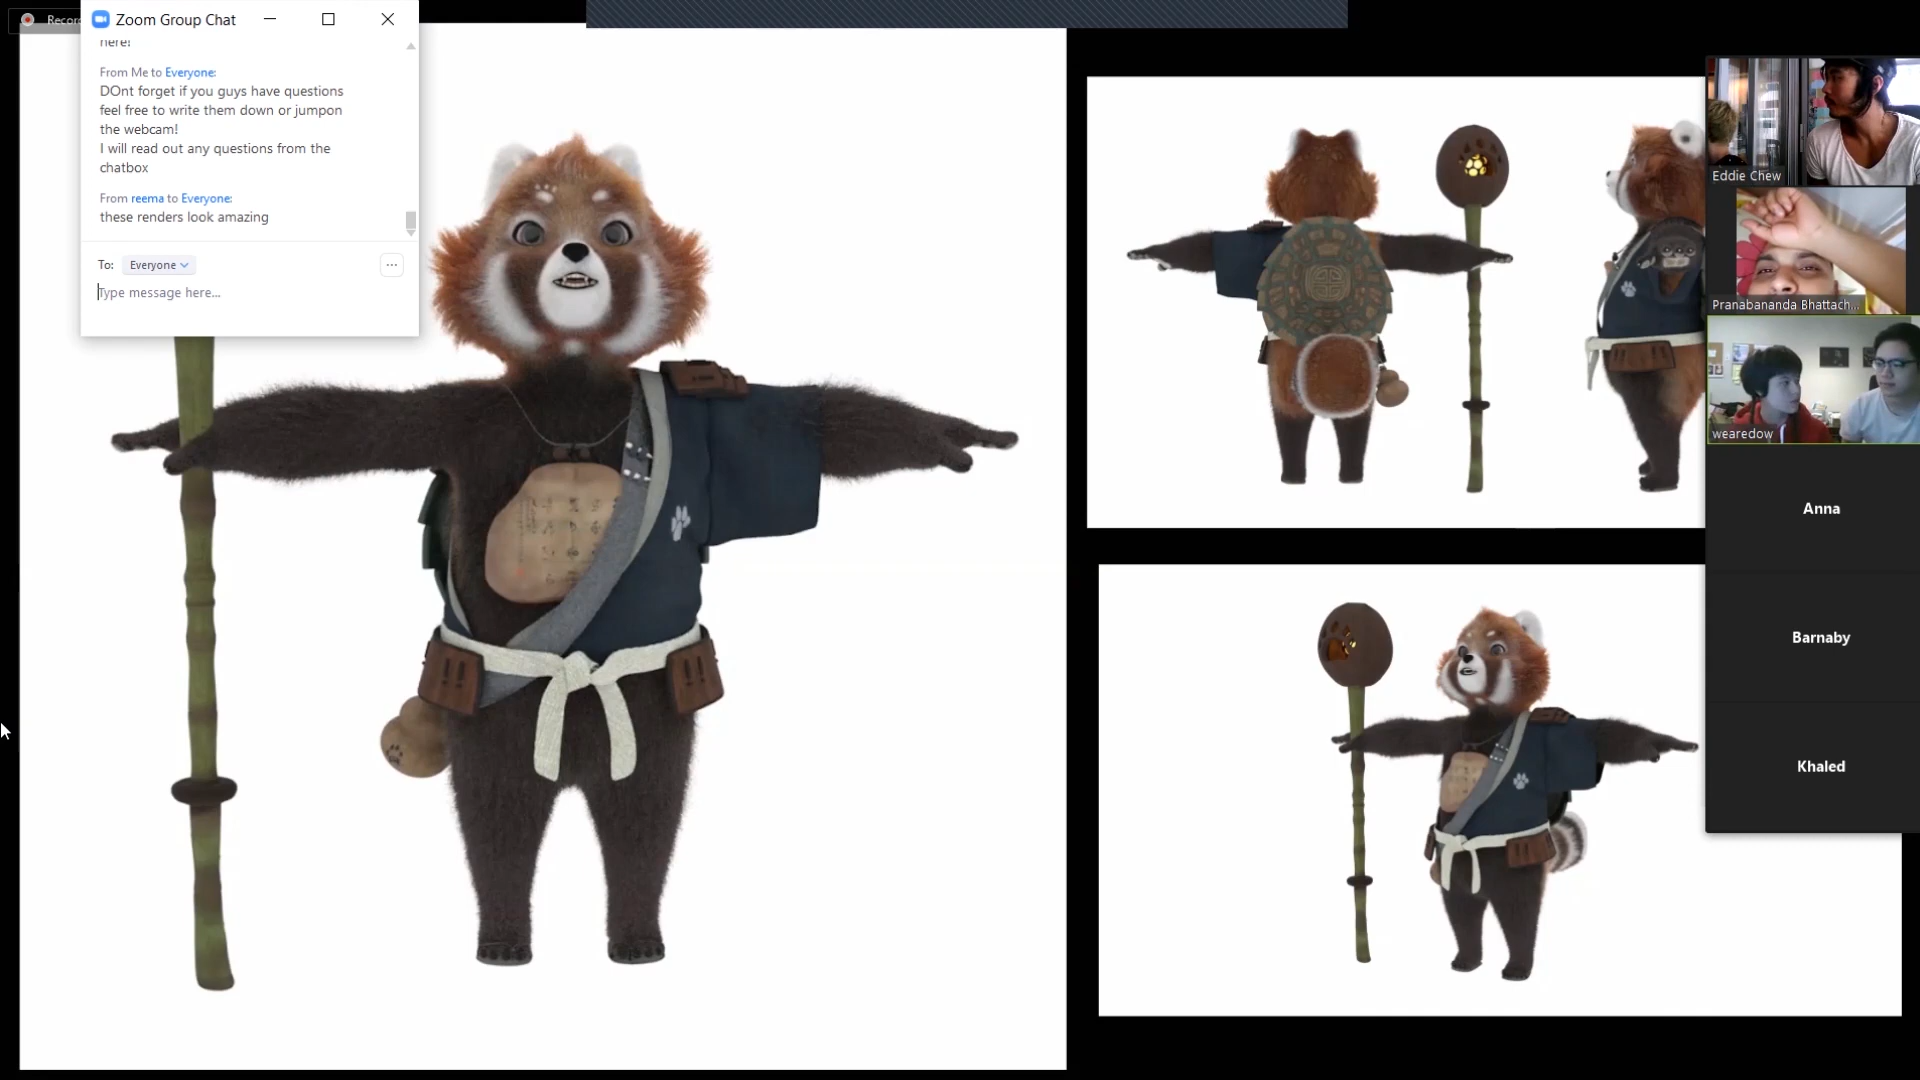 Recor
Zoom Group Chat
here!
From Me to Everyone:
DOnt forget if you guys have questions
feel free to write them down or jumpon
the webcam!
I will read out any questions from the
chatbox
From reema to Everyone:
these renders look amazing
To: Everyone
Type message here...
Eddie Chew
Pranabananda Bhattach...
wearedow
Anna
Barnaby
Khaled